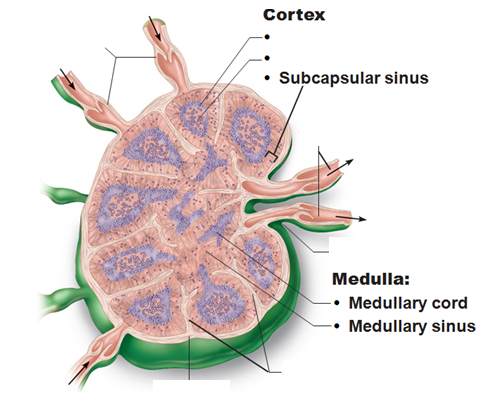 Cortex
•
•
• Subcapsular sinus
Medulla:
• Medullary cord
• Medullary sinus